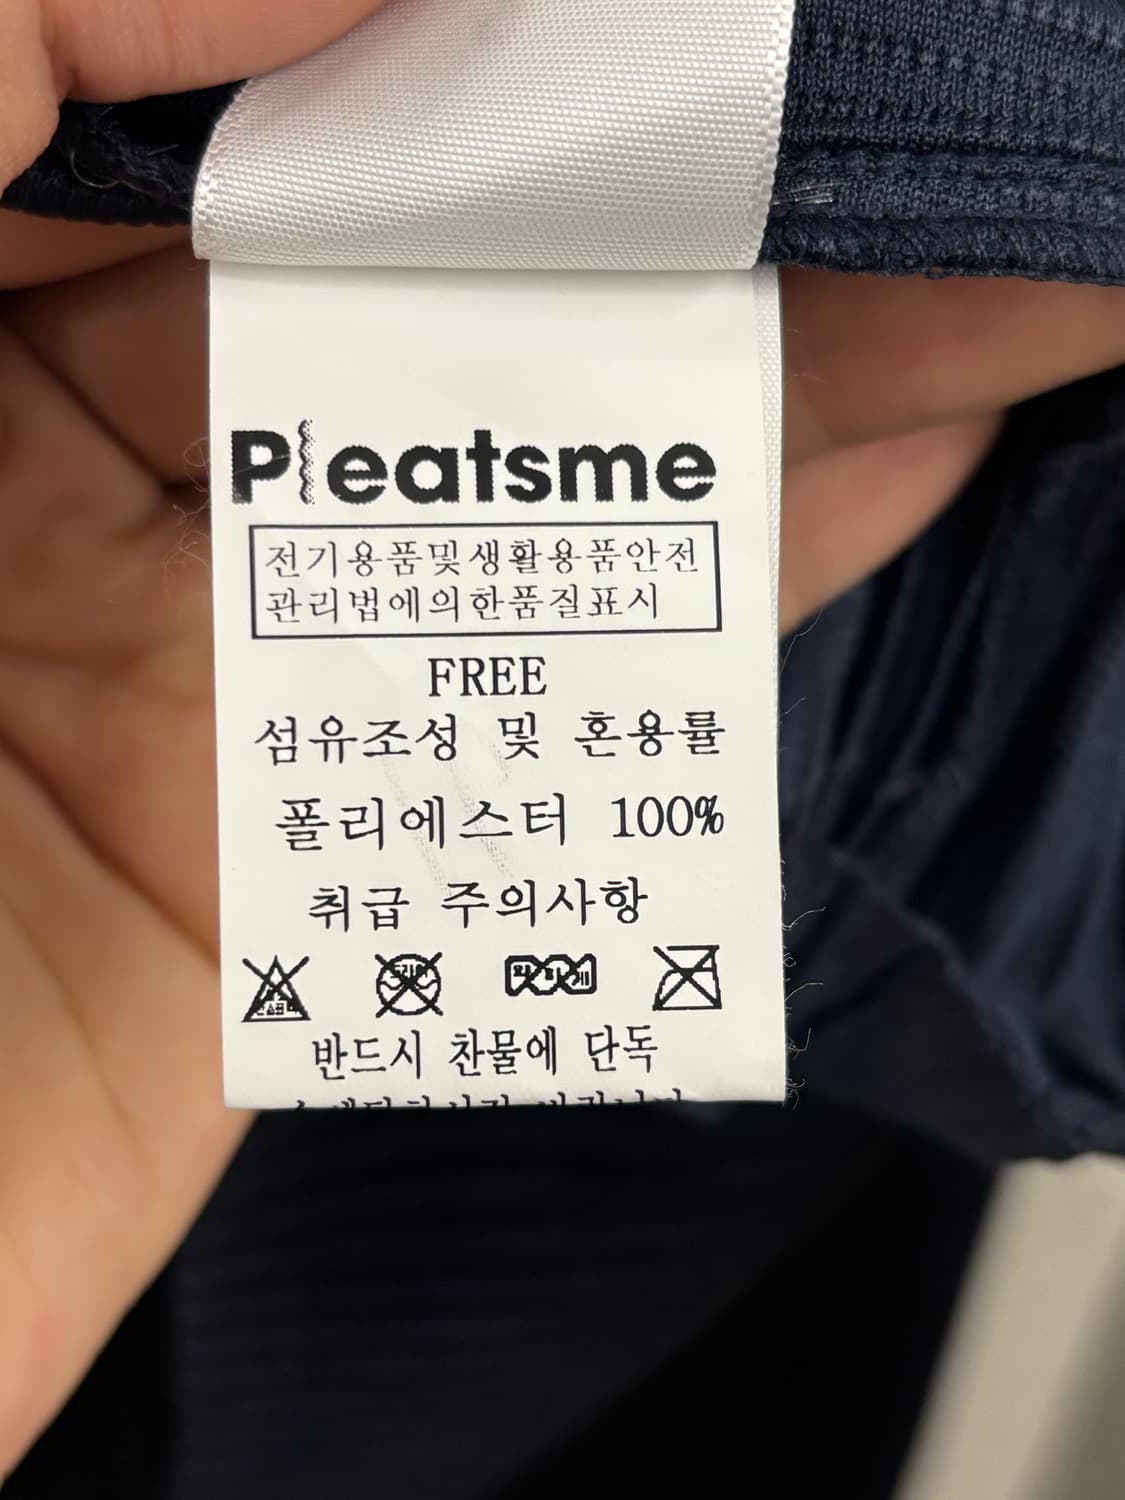 Pleatsme
전기용품및생활용품안전
관리법에의한품질표시
FREE
섬유조성 및 혼용률
폴리에스터 100%
취급 주의사항
반드시 찬물에 단독